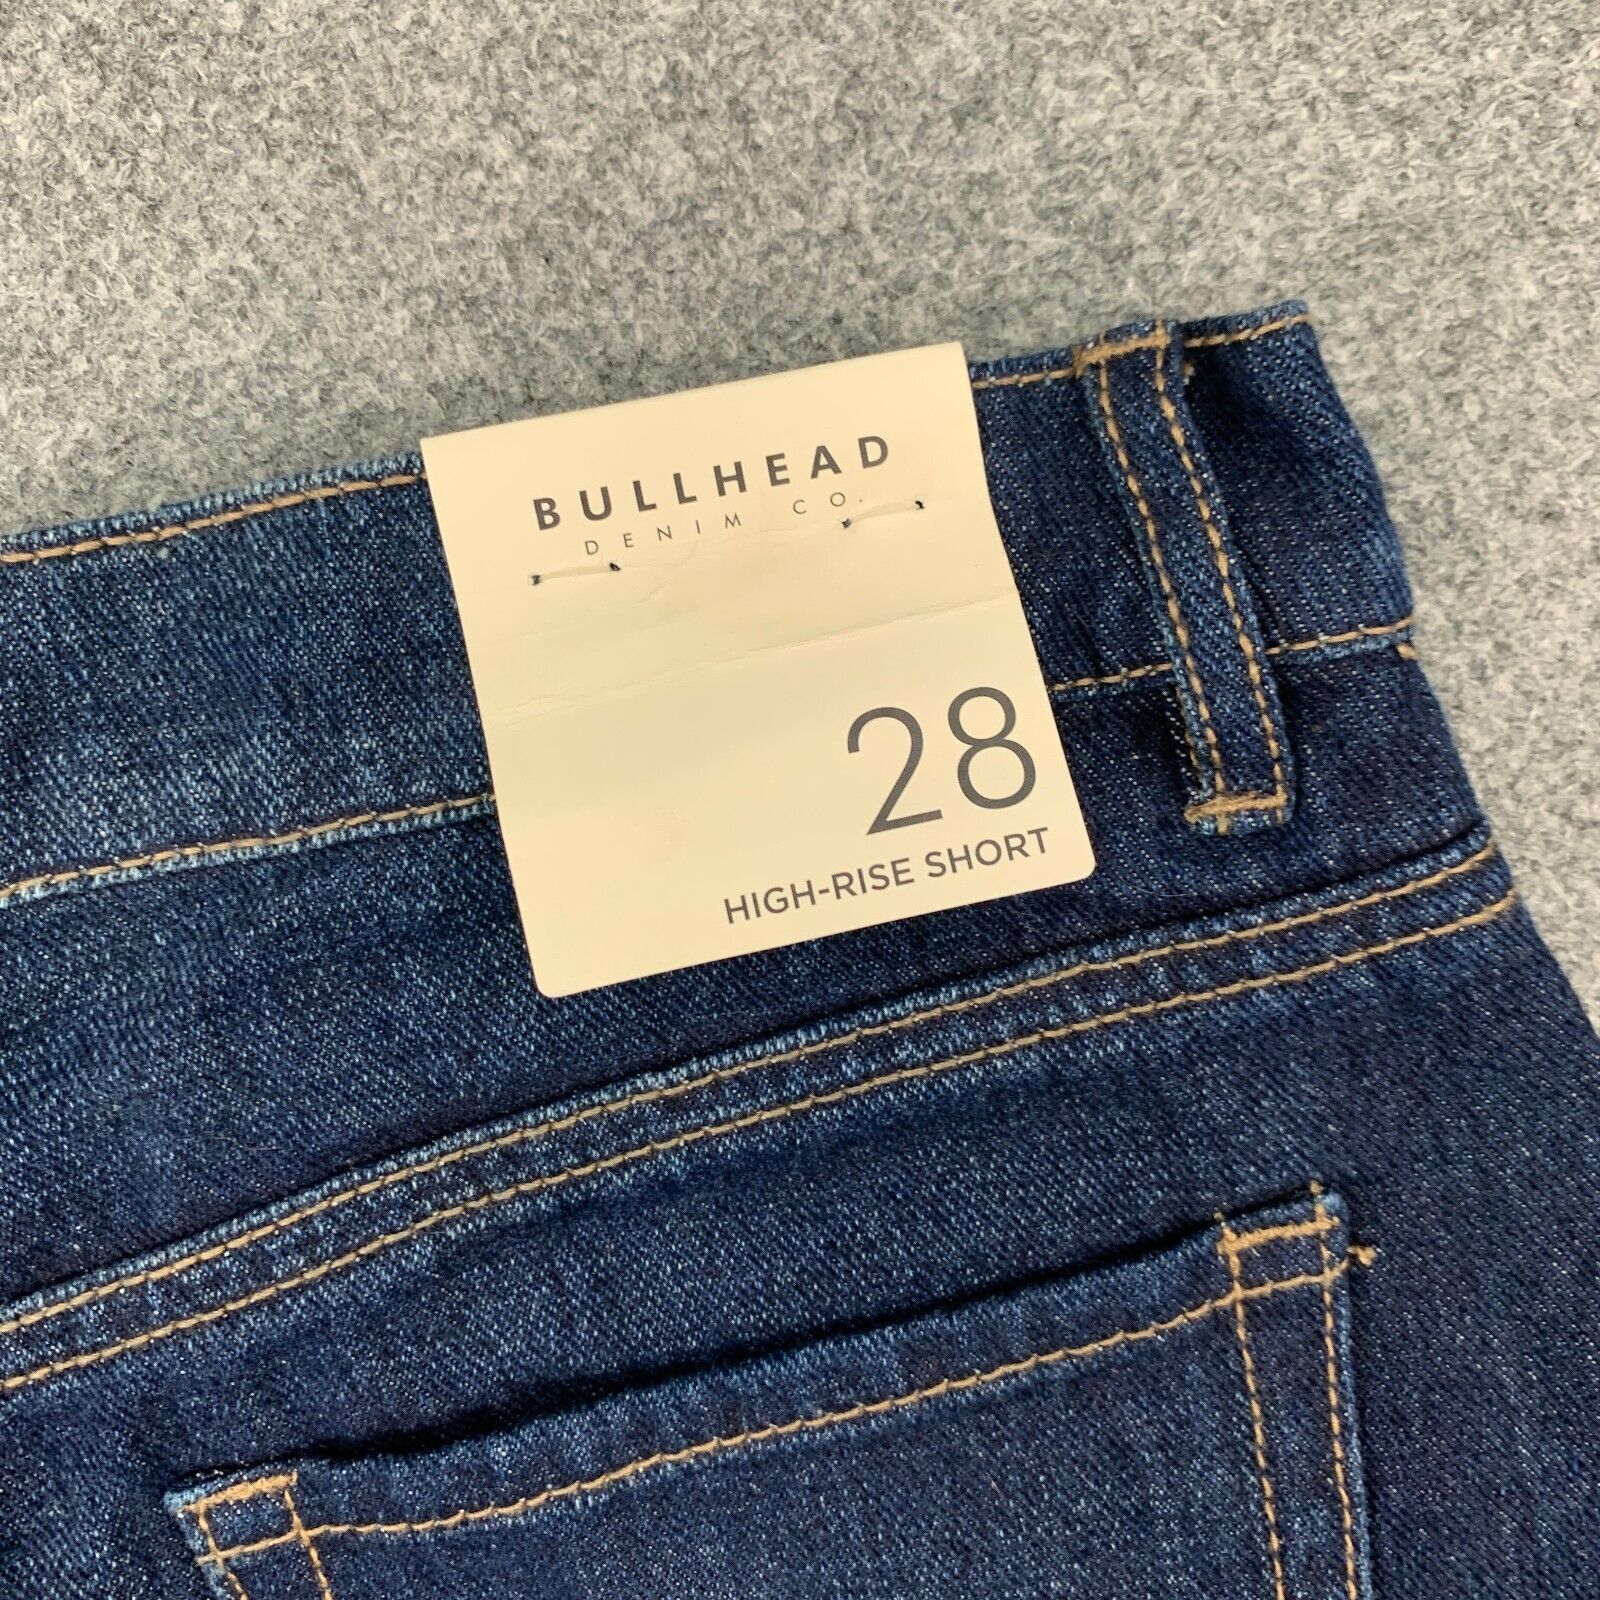 BULLHEAD
DENIM CO.
28
HIGH-RISE SHORT